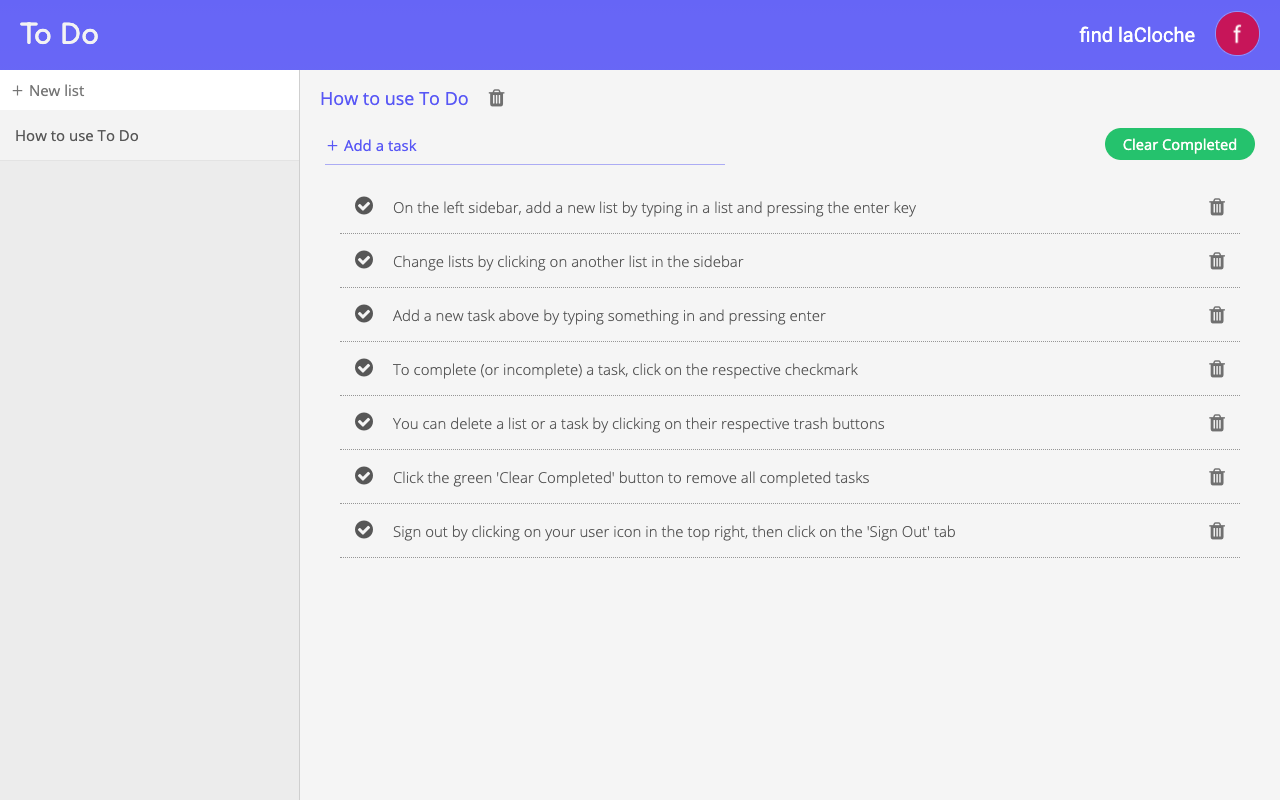 To Do
find laCloche
f
+ New list
How to use To Do
How to use To Do
+ Add a task
Clear Completed
On the left sidebar, add a new list by typing in a list and pressing the enter key
Change lists by clicking on another list in the sidebar
Add a new task above by typing something in and pressing enter
To complete (or incomplete) a task, click on the respective checkmark
You can delete a list or a task by clicking on their respective trash buttons
Click the green 'Clear Completed' button to remove all completed tasks
Sign out by clicking on your user icon in the top right, then click on the 'Sign Out' tab